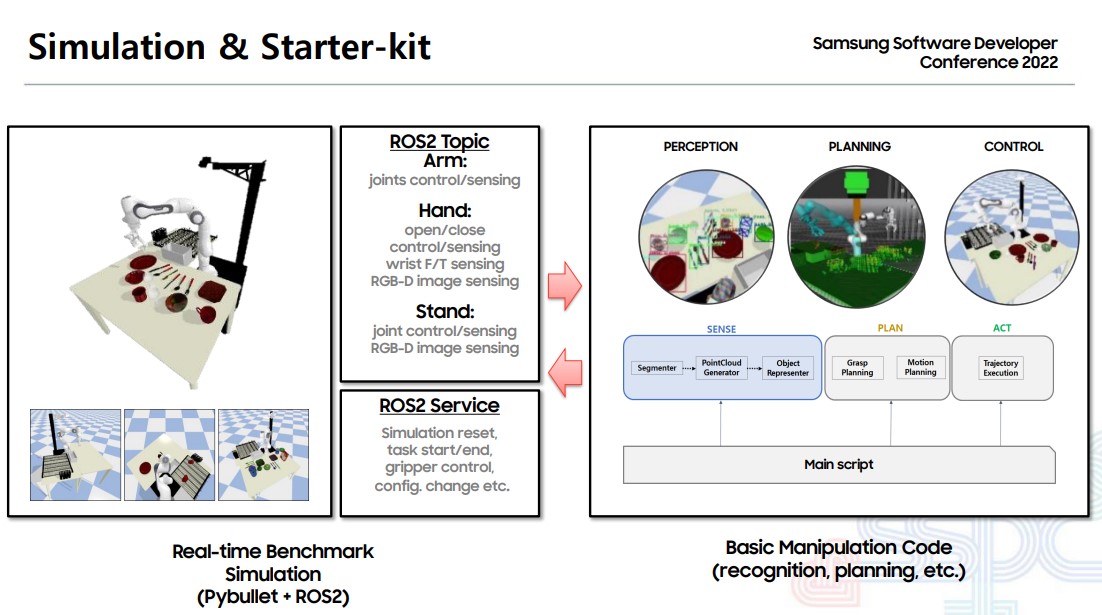 Simulation & Starter-kit
Samsung Software Developer
Conference 2022
ROS2 Topic
Arm:
joints control/sensing
Hand:
open/close
control/sensing
wrist F/T sensing
RGB-D image sensing
Stand:
joint control/sensing
RGB-D image sensing
ROS2 Service
Simulation reset,
task start/end,
gripper control,
config. change etc.
Real-time Benchmark
Simulation
(Pybullet + ROS2)
PERCEPTION
PLANNING
CONTROL
SENSE
PLAN
ACT
Segmenter
PointCloud
Generator
Object
Representer
Grasp
Planning
Motion
Planning
Trajectory
Execution
Main script
Basic Manipulation Code
(recognition, planning, etc.)